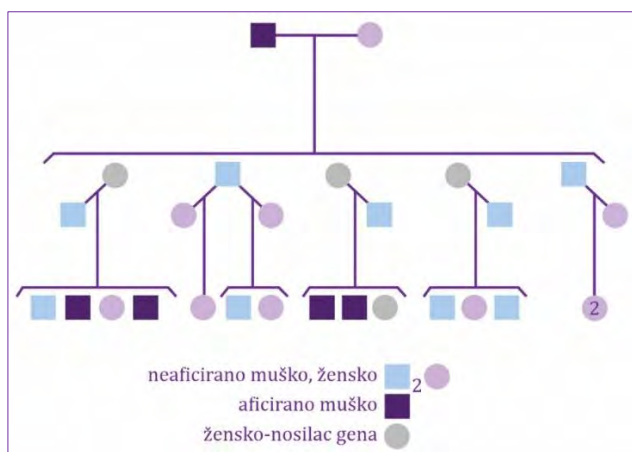 2
neaficirano muško, žensko 2
aficirano muško
žensko-nosilac gena